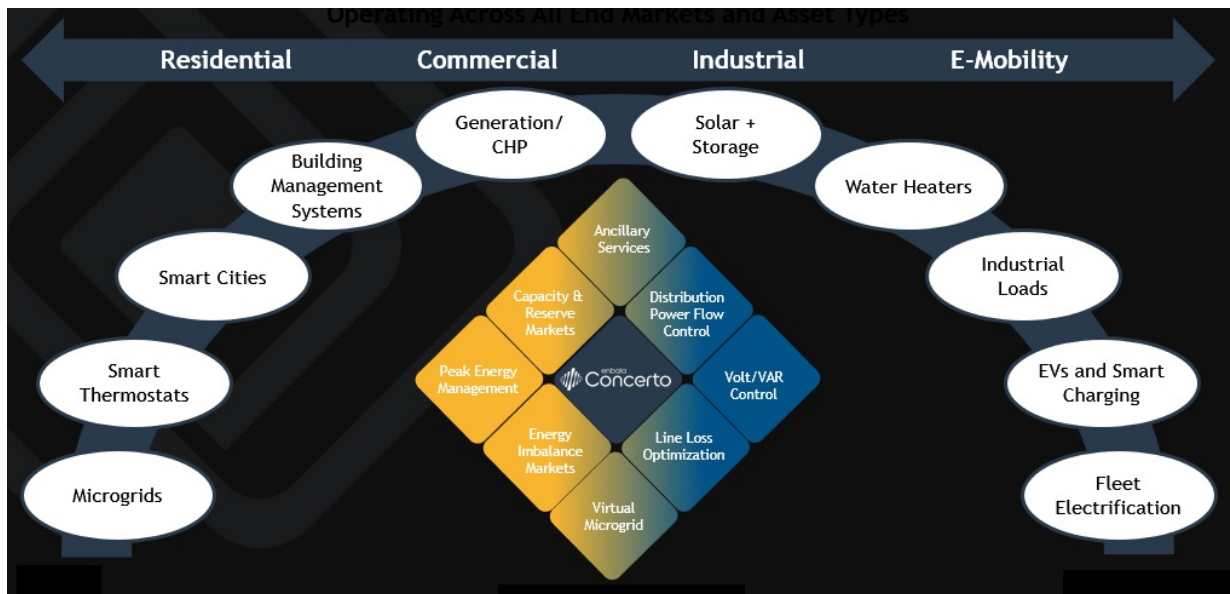 Operating Across All End Markets and Asset Types
Residential
Commercial
Industrial
E-Mobility
Generation/
CHP
Solar +
Storage
Building
Management
Systems
Water Heaters
Smart Cities
Industrial
Loads
Smart
Thermostats
EVs and Smart
Charging
Microgrids
Fleet
Electrification
Ancillary
Services
Capacity &
Reserve
Markets
Distribution
Power Flow
Control
Peak Energy
Management
enbala
Concerto
Volt/VAR
Control
Energy
Imbalance
Markets
Line Loss
Optimization
Virtual
Microgrid